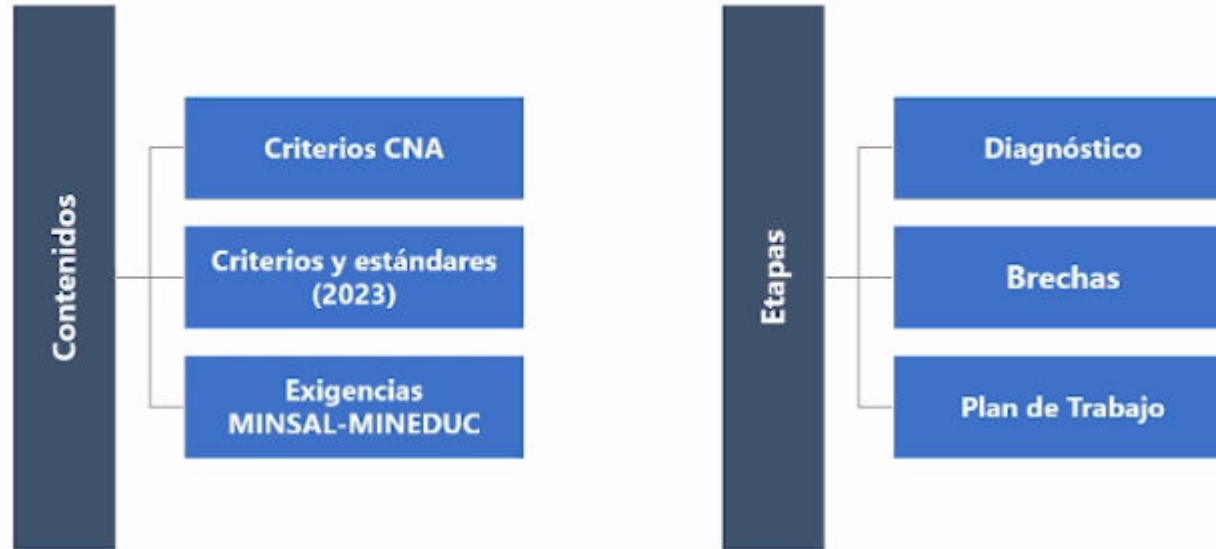 Contenidos
Criterios CNA
Criterios y estándares
(2023)
Exigencias
MINSAL-MINEDUC
Etapas
Diagnóstico
Brechas
Plan de Trabajo